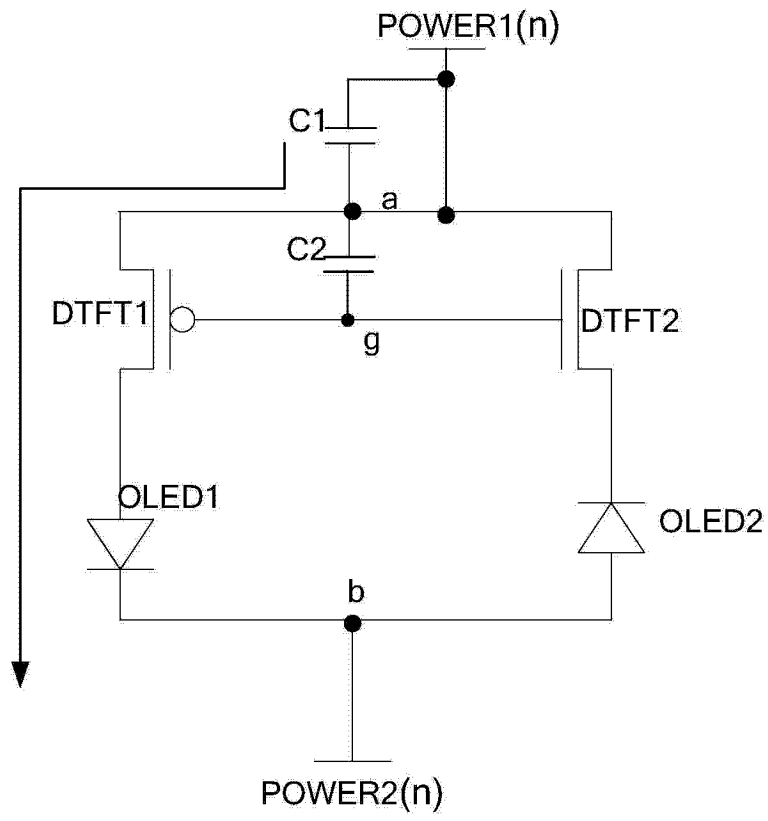 POWER1(n)
C1
a
C2
DTFT1
g
DTFT2
OLED1
OLED2
b
POWER2(n)